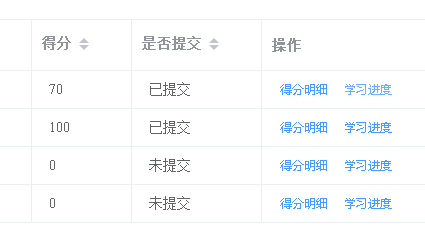 得分 是否提交 操作
70 已提交 得分明细 学习进度
100 已提交 得分明细 学习进度
0 未提交 得分明细 学习进度
0 未提交 得分明细 学习进度